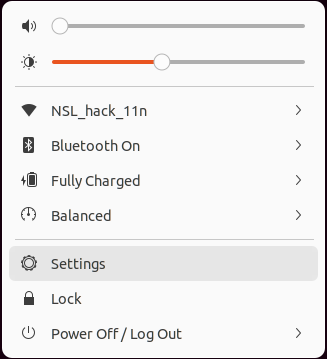 NSL_hack_11n
Bluetooth On
Fully Charged
Balanced
Settings
Lock
Power Off / Log Out